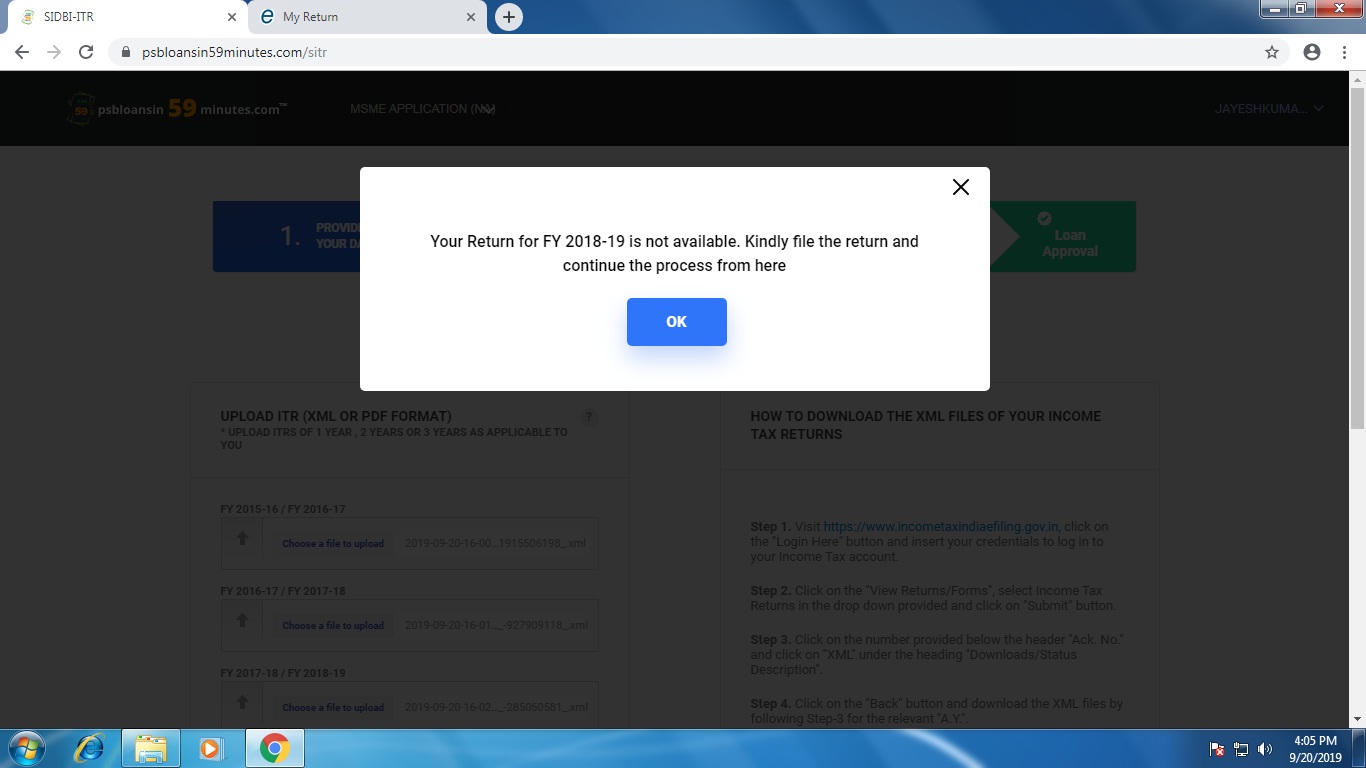 SIDBI-ITR
My Return
psbloansin59minutes.com/sitr
psbloansin 59 minutes.com™
MSME APPLICATION (N
JAYESHKUMA...
1. PROVID
YOUR DA
Loan
Approval
Your Return for FY 2018-19 is not available. Kindly file the return and
continue the process from here
OK
UPLOAD ITR (XML OR PDF FORMAT)
?
* UPLOAD ITRS OF 1 YEAR , 2 YEARS OR 3 YEARS AS APPLICABLE TO
YOU
FY 2015-16 / FY 2016-17
Choose a file to upload 2019-09-20-16-00...1915506198_.xml
FY 2016-17 / FY 2017-18
Choose a file to upload 2019-09-20-16-01..._-927909118_.xml
FY 2017-18 / FY 2018-19
Choose a file to upload 2019-09-20-16-02..._-285050581_.xml
HOW TO DOWNLOAD THE XML FILES OF YOUR INCOME
TAX RETURNS
Step 1. Visit https://www.incometaxindiaefiling.gov.in, click on
the "Login Here" button and insert your credentials to log in to
your Income Tax account.
Step 2. Click on the "View Returns/Forms", select Income Tax
Returns in the drop down provided and click on "Submit" button.
Step 3. Click on the number provided below the header "Ack. No."
and click on "XML" under the heading "Downloads/Status
Description".
Step 4. Click on the "Back" button and download the XML files by
following Step-3 for the relevant "A.Y.".
4:05 PM
9/20/2019